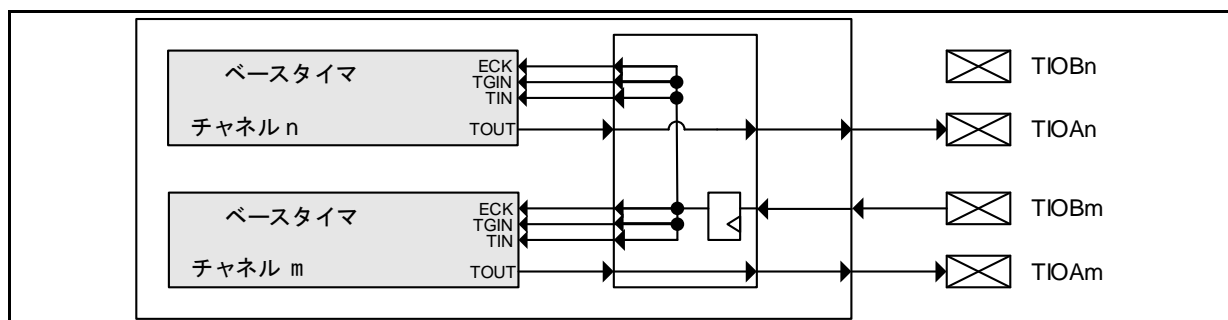 ベースタイマ
ECK
TGIN
TIN
チャネル n
TOUT
TIOBn
TIOAn
ベースタイマ
ECK
TGIN
TIN
チャネル m
TOUT
TIOBm
TIOAm